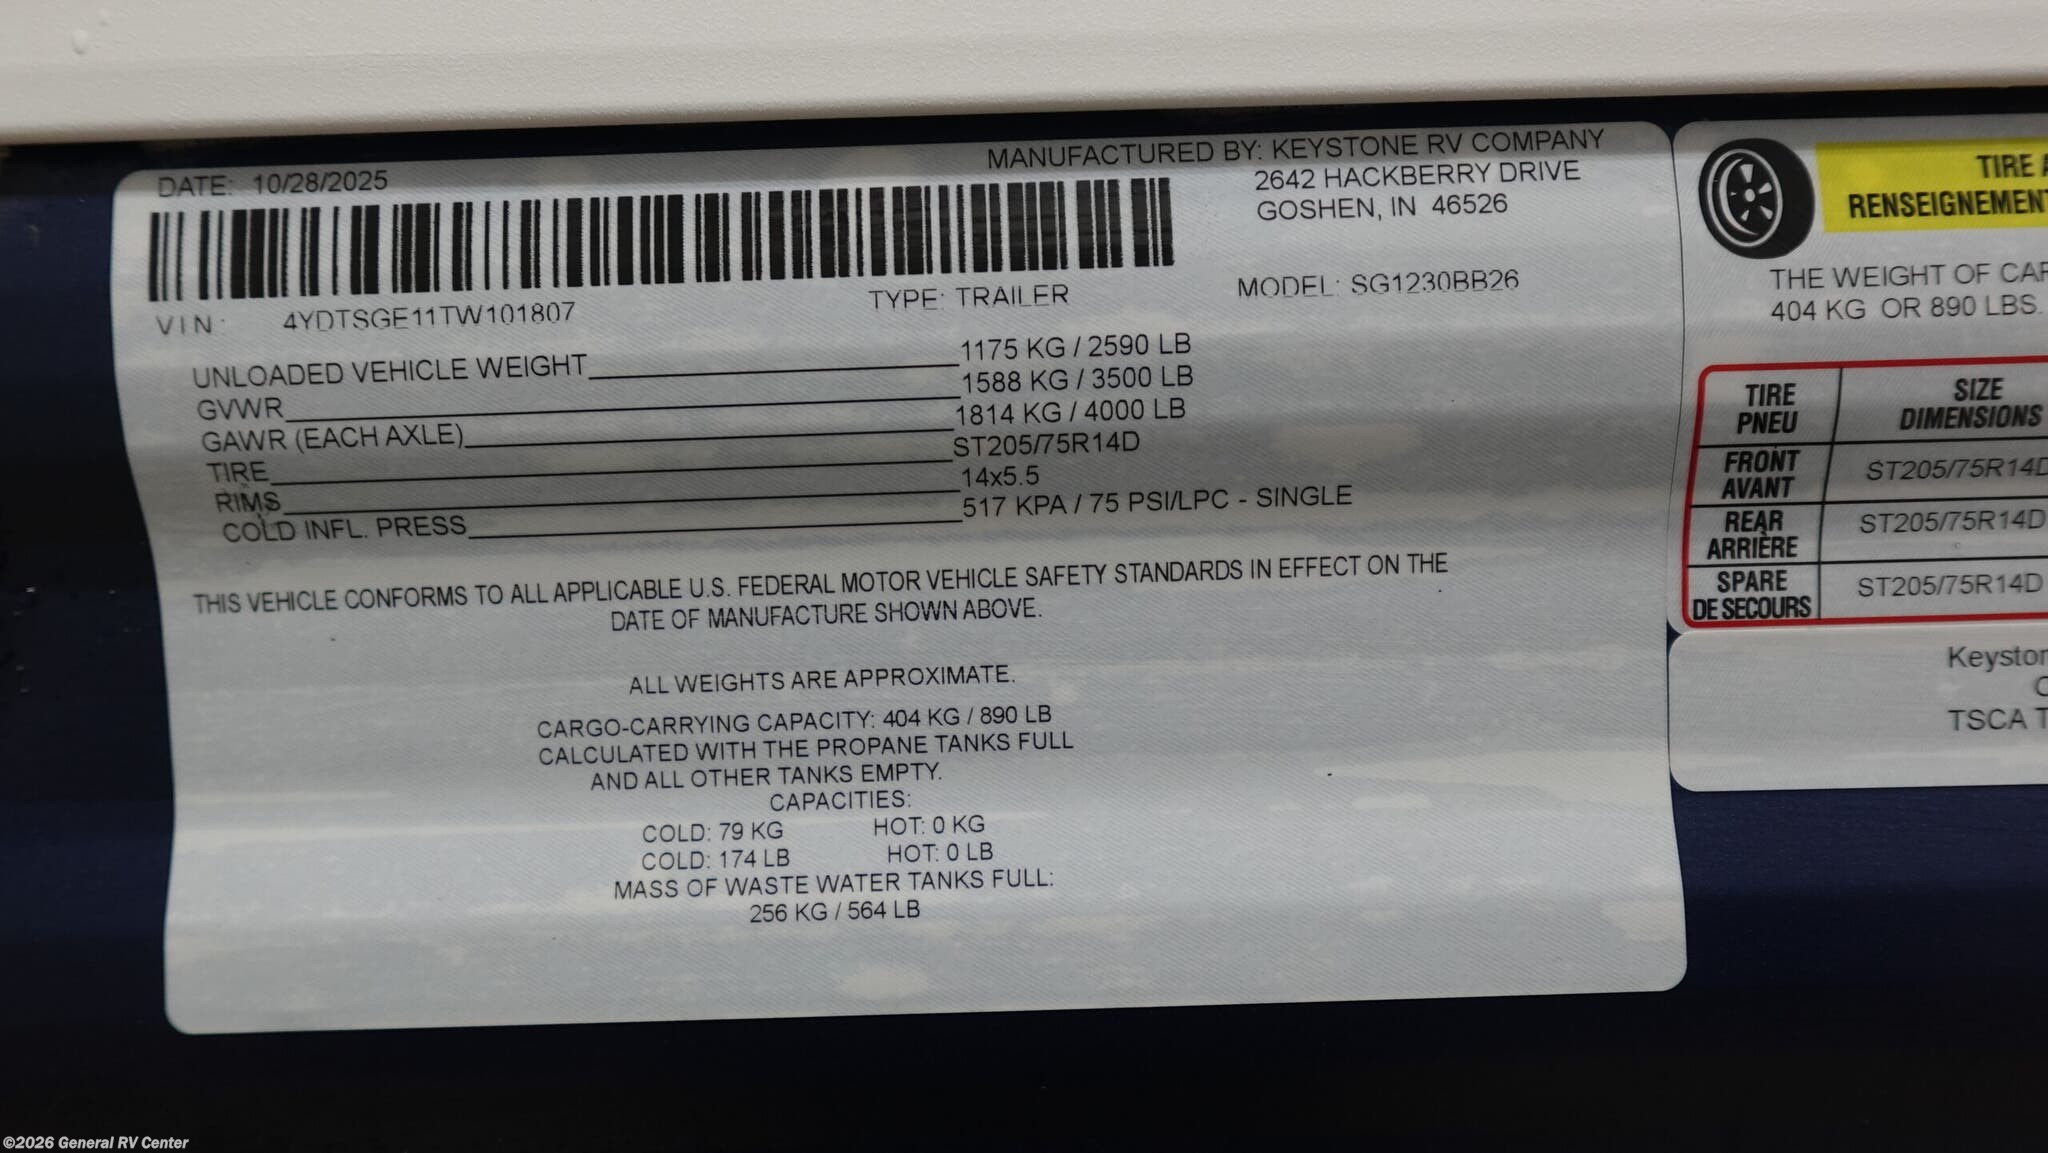 DATE: 10/28/2025
MANUFACTURED BY: KEYSTONE RV COMPANY
2642 HACKBERRY DRIVE
GOSHEN, IN 46526
VIN: 4YDTSGE11TW101807
TYPE: TRAILER
MODEL: SG1230BB26
UNLOADED VEHICLE WEIGHT 1175 KG / 2590 LB
GVWR 1588 KG / 3500 LB
GAWR (EACH AXLE) 1814 KG / 4000 LB
TIRE ST205/75R14D
RIMS 14x5.5
COLD INFL. PRESS 517 KPA / 75 PSI/LPC - SINGLE
THIS VEHICLE CONFORMS TO ALL APPLICABLE U.S. FEDERAL MOTOR VEHICLE SAFETY STANDARDS IN EFFECT ON THE
DATE OF MANUFACTURE SHOWN ABOVE.
ALL WEIGHTS ARE APPROXIMATE.
CARGO-CARRYING CAPACITY: 404 KG / 890 LB
CALCULATED WITH THE PROPANE TANKS FULL
AND ALL OTHER TANKS EMPTY.
CAPACITIES:
COLD: 79 KG HOT: 0 KG
COLD: 174 LB HOT: 0 LB
MASS OF WASTE WATER TANKS FULL:
256 KG / 564 LB
TIRE
THE WEIGHT OF
404 KG OR 890 LBS.
TIRE SIZE
PNEU DIMENSIONS
FRONT ST205/75R14D
AVANT
REAR ST205/75R14D
ARRIÈRE
SPARE ST205/75R14D
DE SECOURS
TSCA
©2026 General RV Center